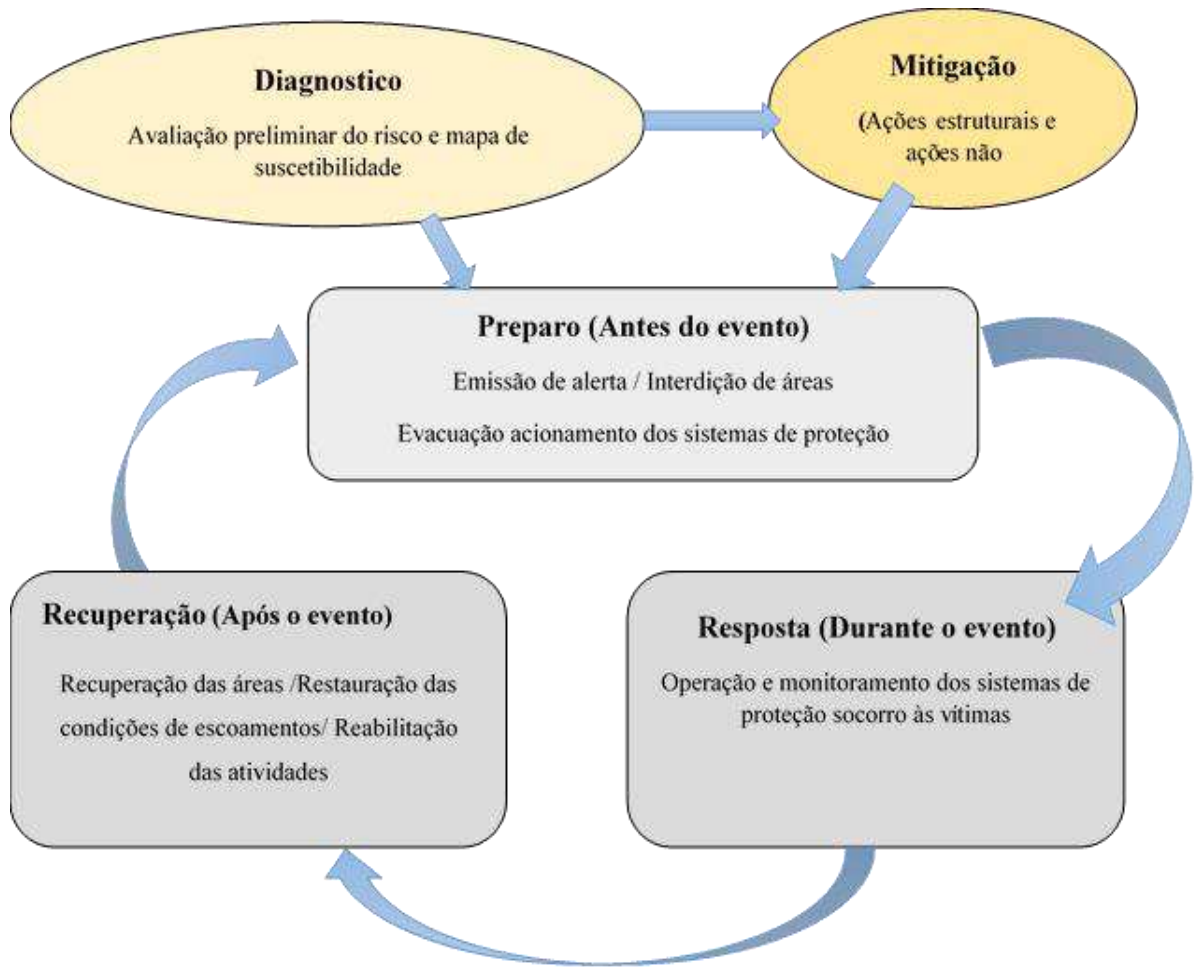 Diagnostico
Avaliação preliminar do risco e mapa de
suscetibilidade
Mitigação
(Ações estruturais e
ações não
Preparo (Antes do evento)
Emissão de alerta / Interdição de áreas
Evacuação acionamento dos sistemas de proteção
Recuperação (Após o evento)
Recuperação das áreas /Restauração das
condições de escoamentos/ Reabilitação
das atividades
Resposta (Durante o evento)
Operação e monitoramento dos sistemas de
proteção socorro às vítimas